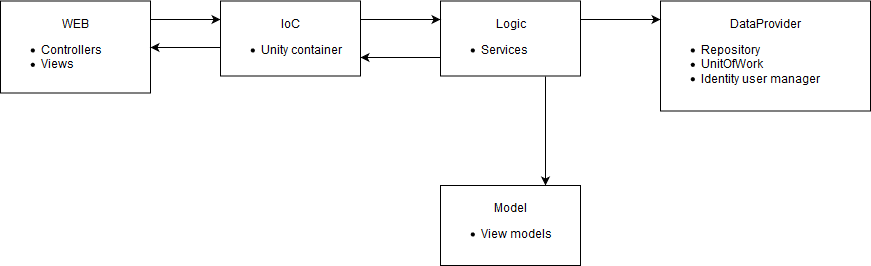 WEB
• Controllers
• Views
IoC
• Unity container
Logic
• Services
DataProvider
• Repository
• UnitOfWork
• Identity user manager
Model
• View models